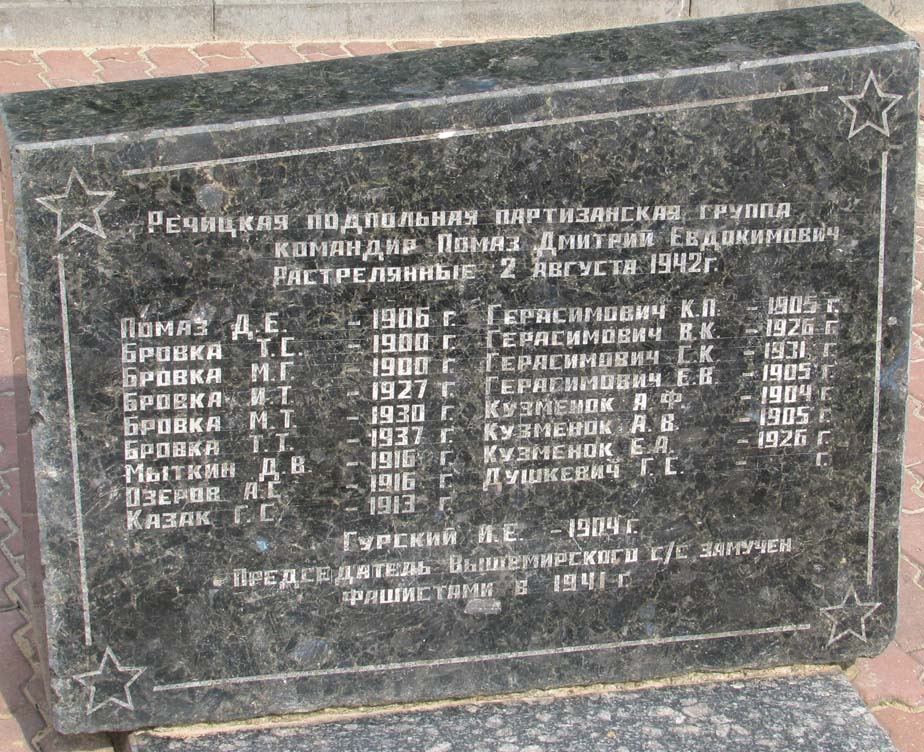 Речицкая подпольная партизанская группа
командир Помаз Дмитрий Евдокимович
Растрелянные 2 августа 1942г.
Помаз Д.Е. - 1906 г.
Бровка Т.С. - 1900 г.
Бровка М.Г. - 1900 г.
Бровка И.Т. - 1927 г.
Бровка М.Т. - 1930 г.
Бровка Т.Т. - 1937 г.
Мыткин Д.В. - 1916 г.
Озеров А.С. - 1916 г.
Казак Г.С. - 1913 г.
Герасимович К.П. - 1905 г.
Герасимович В.К. - 1926 г.
Герасимович С.К - 1931 г.
Герасимович Е.В - 1905 г.
Кузменок А Ф - 1904 г.
Кузменок А.В. - 1905 г.
Кузменок Е.А. - 1926 г.
Душкевич Г.С. - г.
Гурский И.Е. - 1904 г.
Председатель Вышемирского с/с замучен
фашистами в 1941 г.